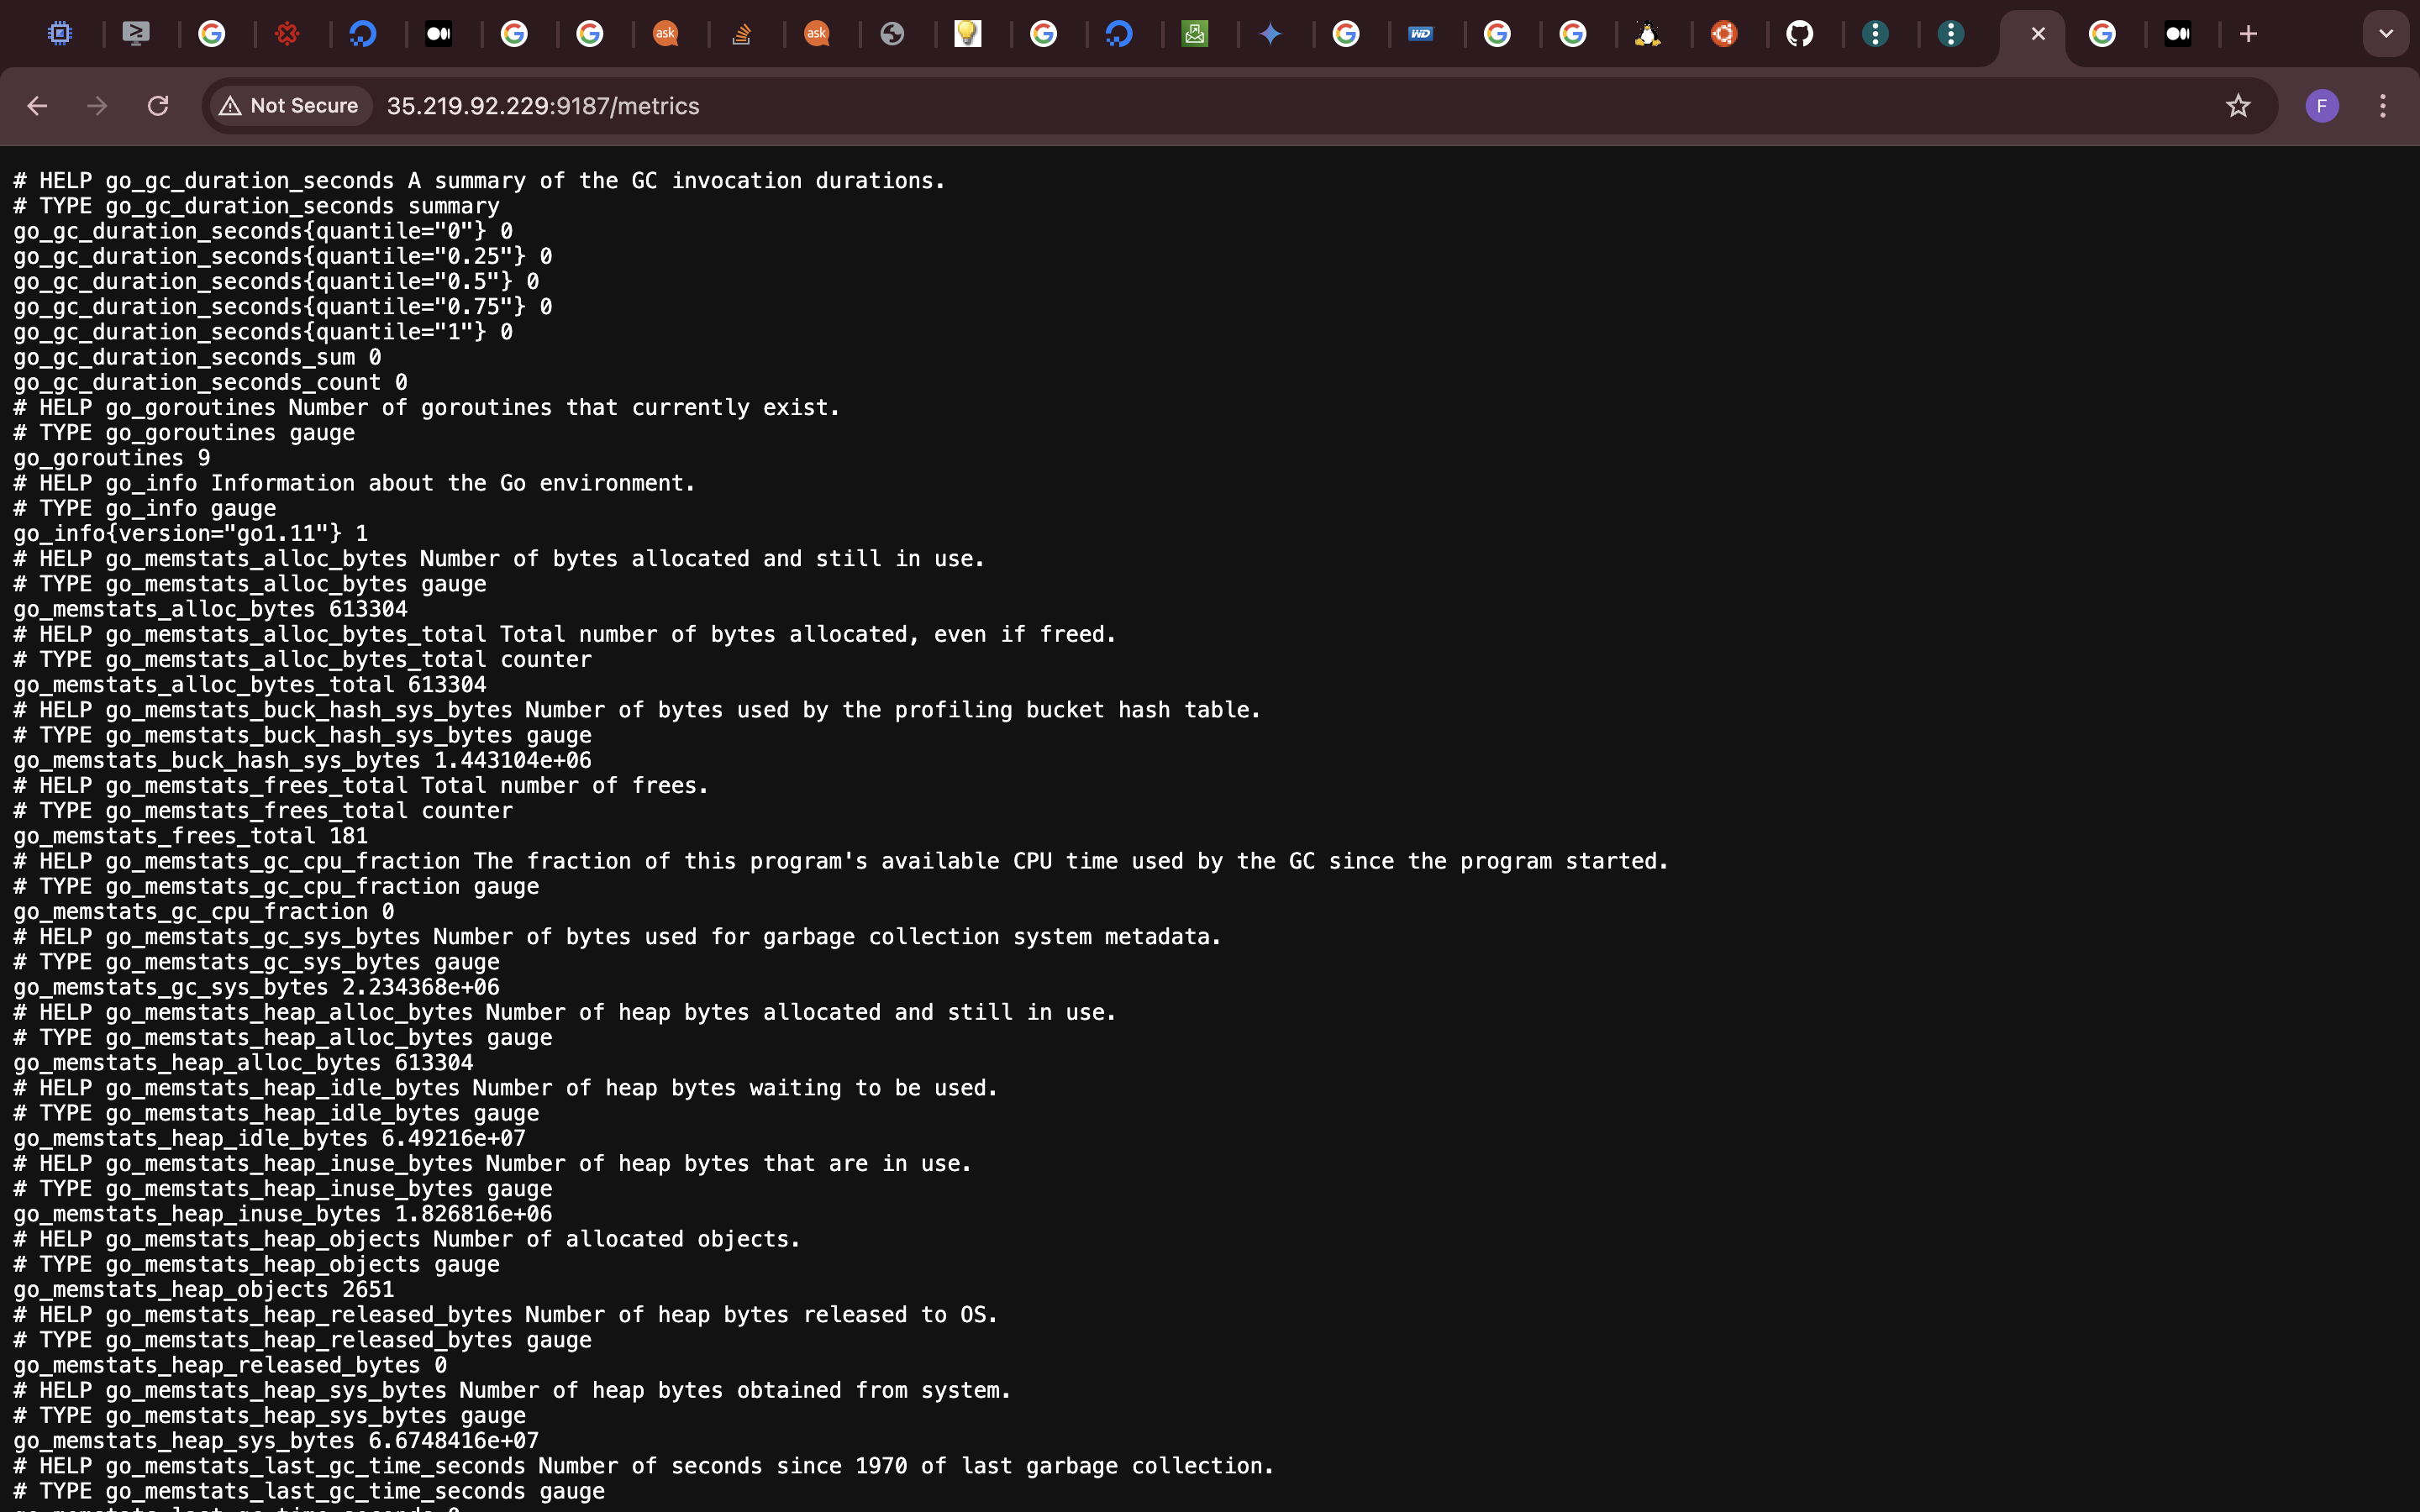 ask
ask
WD
Not Secure
35.219.92.229:9187/metrics
F
# HELP go_gc_duration_seconds A summary of the GC invocation durations.
# TYPE go_gc_duration_seconds summary
go_gc_duration_seconds{quantile="0"} 0
go_gc_duration_seconds{quantile="0.25"} 0
go_gc_duration_seconds{quantile="0.5"} 0
go_gc_duration_seconds{quantile="0.75"} 0
go_gc_duration_seconds{quantile="1"} 0
go_gc_duration_seconds_sum 0
go_gc_duration_seconds_count 0
# HELP go_goroutines Number of goroutines that currently exist.
# TYPE go_goroutines gauge
go_goroutines 9
# HELP go_info Information about the Go environment.
# TYPE go_info gauge
go_info{version="go1.11"} 1
# HELP go_memstats_alloc_bytes Number of bytes allocated and still in use.
# TYPE go_memstats_alloc_bytes gauge
go_memstats_alloc_bytes 613304
# HELP go_memstats_alloc_bytes_total Total number of bytes allocated, even if freed.
# TYPE go_memstats_alloc_bytes_total counter
go_memstats_alloc_bytes_total 613304
# HELP go_memstats_buck_hash_sys_bytes Number of bytes used by the profiling bucket hash table.
# TYPE go_memstats_buck_hash_sys_bytes gauge
go_memstats_buck_hash_sys_bytes 1.443104e+06
# HELP go_memstats_frees_total Total number of frees.
# TYPE go_memstats_frees_total counter
go_memstats_frees_total 181
# HELP go_memstats_gc_cpu_fraction The fraction of this program's available CPU time used by the GC since the program started.
# TYPE go_memstats_gc_cpu_fraction gauge
go_memstats_gc_cpu_fraction 0
# HELP go_memstats_gc_sys_bytes Number of bytes used for garbage collection system metadata.
# TYPE go_memstats_gc_sys_bytes gauge
go_memstats_gc_sys_bytes 2.234368e+06
# HELP go_memstats_heap_alloc_bytes Number of heap bytes allocated and still in use.
# TYPE go_memstats_heap_alloc_bytes gauge
go_memstats_heap_alloc_bytes 613304
# HELP go_memstats_heap_idle_bytes Number of heap bytes waiting to be used.
# TYPE go_memstats_heap_idle_bytes gauge
go_memstats_heap_idle_bytes 6.49216e+07
# HELP go_memstats_heap_inuse_bytes Number of heap bytes that are in use.
# TYPE go_memstats_heap_inuse_bytes gauge
go_memstats_heap_inuse_bytes 1.826816e+06
# HELP go_memstats_heap_objects Number of allocated objects.
# TYPE go_memstats_heap_objects gauge
go_memstats_heap_objects 2651
# HELP go_memstats_heap_released_bytes Number of heap bytes released to OS.
# TYPE go_memstats_heap_released_bytes gauge
go_memstats_heap_released_bytes 0
# HELP go_memstats_heap_sys_bytes Number of heap bytes obtained from system.
# TYPE go_memstats_heap_sys_bytes gauge
go_memstats_heap_sys_bytes 6.6748416e+07
# HELP go_memstats_last_gc_time_seconds Number of seconds since 1970 of last garbage collection.
# TYPE go_memstats_last_gc_time_seconds gauge